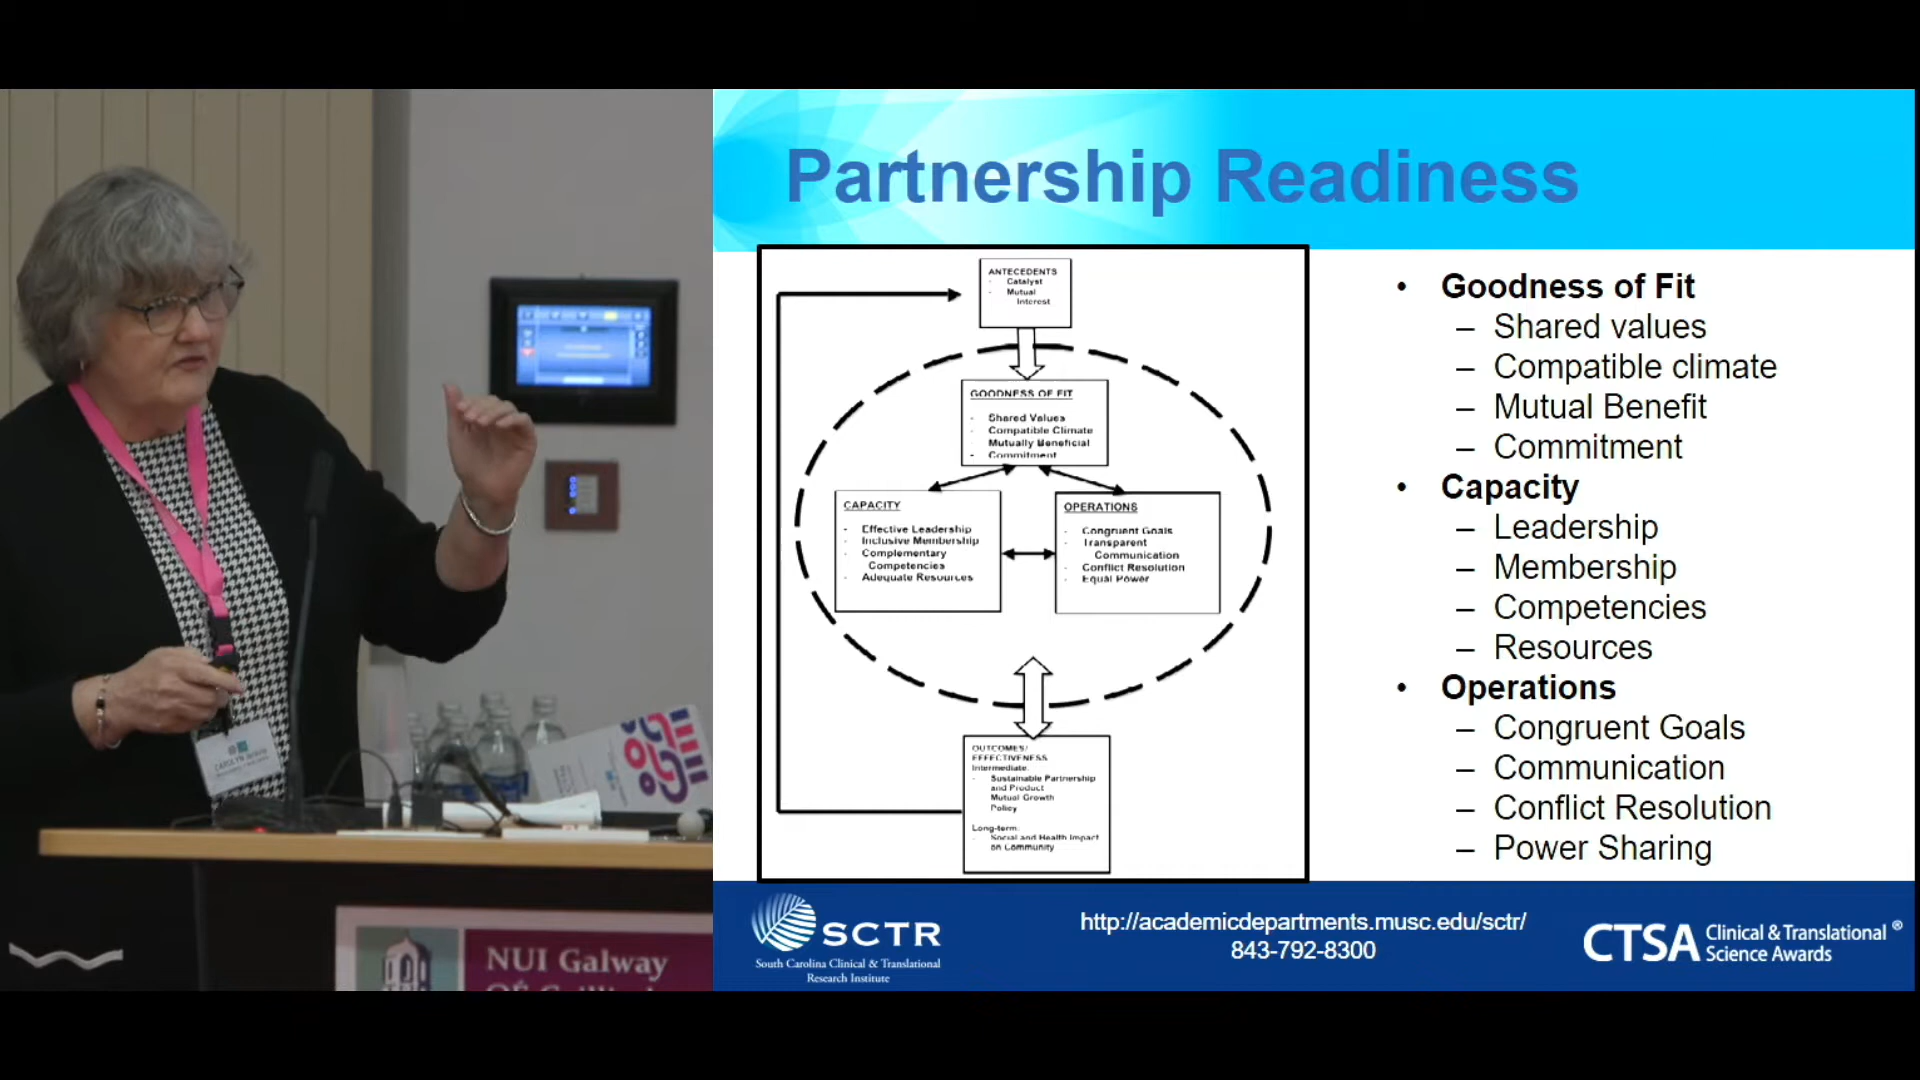 Partnership Readiness
ANTECEDENTS
- Catalyst
- Mutual
Interest
GOODNESS OF FIT
- Shared Values
- Compatible Climate
- Mutually Beneficial
- Commitment
CAPACITY
- Effective Leadership
- Inclusive Membership
- Complementary
Competencies
- Adequate Resources
OPERATIONS
- Congruent Goals
- Transparent
Communication
- Conflict Resolution
- Equal Power
OUTCOMES/
EFFECTIVENESS
Intermediate:
- Sustainable Partnership
and Product
Mutual Growth
Policy
Long-term:
- Social and Health Impact
on Community
• Goodness of Fit
– Shared values
– Compatible climate
– Mutual Benefit
– Commitment
• Capacity
– Leadership
– Membership
– Competencies
– Resources
• Operations
– Congruent Goals
– Communication
– Conflict Resolution
– Power Sharing
SCTR
South Carolina Clinical & Translational
Research Institute
http://academicdepartments.musc.edu/sctr/
843-792-8300
CTSA Clinical & Translational ®
Science Awards
CAROLYN
NUI Galway